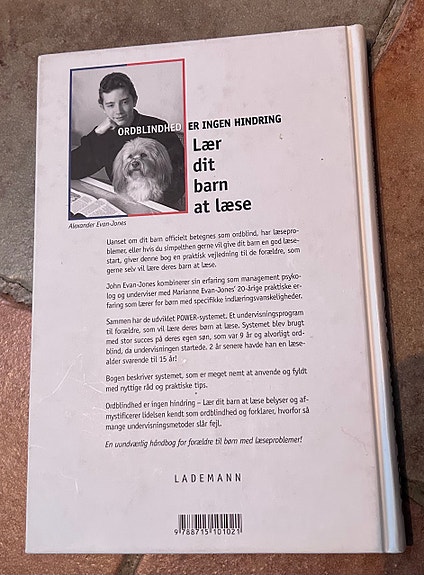 ORDBLINDHED ER INGEN HINDRING
Lær
dit
barn
at læse
Alexander Evan-Jones
Uanset om dit barn officielt betegnes som ordblind, har læsepro-
blemer, eller hvis du simpelthen gerne vil give dit barn en god læse-
start, giver denne bog en praktisk vejledning til de forældre, som
gerne selv vil lære deres barn at læse.
John Evan-Jones kombinerer sin erfaring som management psyko-
log og underviser med Marianne Evan-Jones' 20-årige praktiske er-
faring som lærer for børn med specifikke indlæringsvanskeligheder.
Sammen har de udviklet POWER-systemet. Et undervisningsprogram
til forældre, som vil lære deres børn at læse. Systemet blev brugt
med stor succes på deres egen søn, som var 9 år og alvorligt ord-
blind, da undervisningen startede. 2 år senere havde han en læse-
alder svarende til 15 år!
Bogen beskriver systemet, som er meget nemt at anvende og fyldt
med nyttige råd og praktiske tips.
Ordblindhed er ingen hindring – Lær dit barn at læse belyser og af-
mystificerer lidelsen kendt som ordblindhed og forklarer, hvorfor så
mange undervisningsmetoder slår fejl.
En uundværlig håndbog for forældre til børn med læseproblemer!
LADEMANN
9 788715 101021